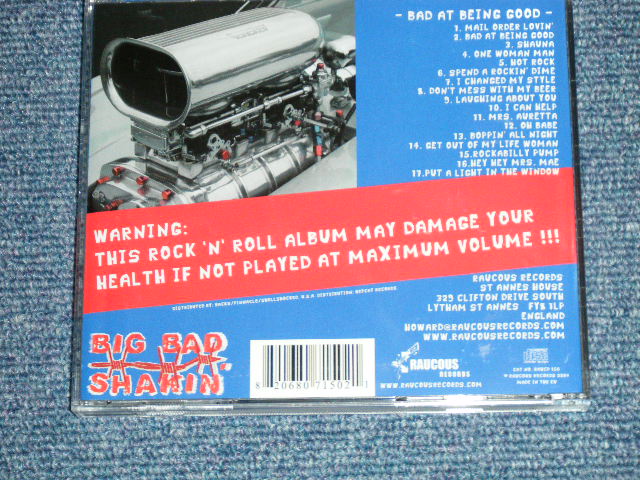 - BAD AT BEING GOOD -
1. MAIL ORDER LOVIN'
2. BAD AT BEING GOOD
3. SHAUNA
4. ONE WOMAN MAN
5. HOT ROCK
6. SPEND A ROCKIN' DIME
7. I CHANGED MY STYLE
8. DON'T MESS WITH MY BEER
9. LAUGHING ABOUT YOU
10. I CAN HELP
11. MRS. AURETTA
12. OH BABE
13. BOPPIN' ALL NIGHT
14. GET OUT OF MY LIFE WOMAN
15. ROCKABILLY PUMP
16. HEY HEY MRS. MAE
17. PUT A LIGHT IN THE WINDOW
WARNING:
THIS ROCK 'N' ROLL ALBUM MAY DAMAGE YOUR
HEALTH IF NOT PLAYED AT MAXIMUM VOLUME !!!
RAUCOUS RECORDS
ST ANNES HOUSE
329 CLIFTON DRIVE SOUTH
LYTHAM ST ANNES FY8 1LP
ENGLAND
HOWARD@RAUCOUSRECORDS.COM
WWW.RAUCOUSRECORDS.COM
BIG BAD
SHAKIN'
8 20680 71502 1
RAUCOUS
RECORDS
WWW.RAUCOUSRECORDS.COM
MADE IN THE EU